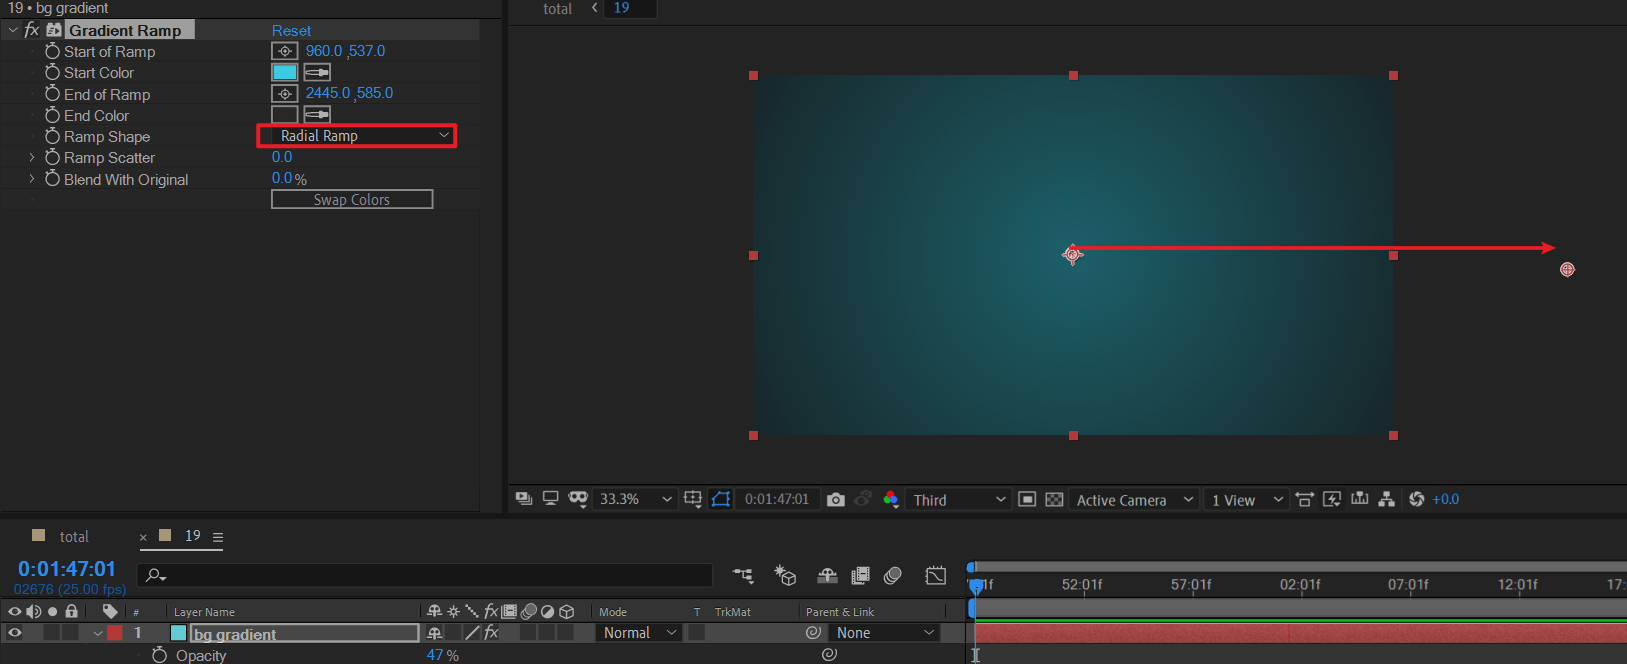 19 • bg gradient
fx Gradient Ramp Reset
Start of Ramp 960.0 ,537.0
Start Color
End of Ramp 2445.0 ,585.0
End Color
Ramp Shape Radial Ramp
Ramp Scatter 0.0
Blend With Original 0.0 %
Swap Colors
total < 19
33.3% 0:01:47:01 Third Active Camera 1 View +0.0
total × 19
0:01:47:01
02676 (25.00 fps)
:01f 52:01f 57:01f 02:01f 07:01f 12:01f 17:
# Layer Name fx Mode T TrkMat Parent & Link
1 bg gradient fx Normal None
Opacity 47 %